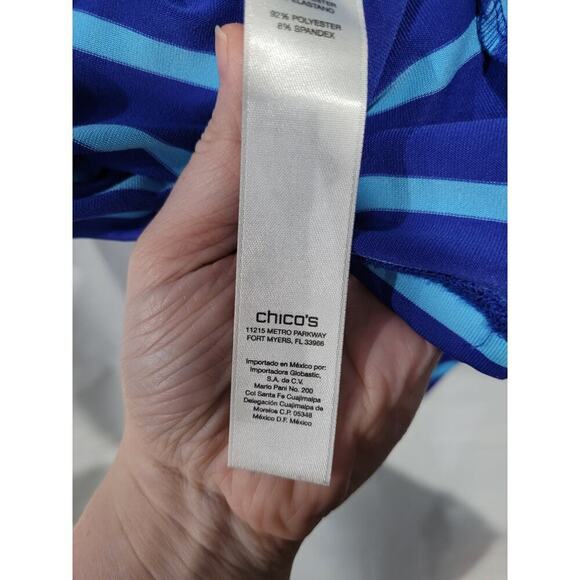 ELASTANO
92% POLYESTER
8% SPANDEX
chico's
11215 METRO PARKWAY
FORT MYERS, FL 33966
Importado en México por:
Importadora Globastic,
S.A. de C.V.
Mario Pani No. 200
Col Santa Fe Cuajimalpa
Delegación Cuajimalpa de
Morelos C.P. 05348
México D.F. México